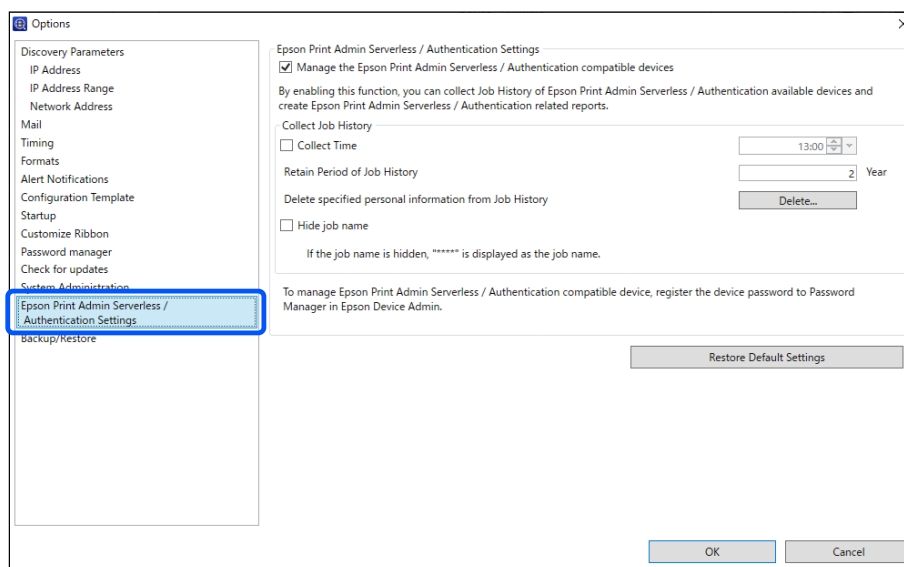 Options
Discovery Parameters
IP Address
IP Address Range
Network Address
Mail
Timing
Formats
Alert Notifications
Configuration Template
Startup
Customize Ribbon
Password manager
Check for updates
System Administration
Epson Print Admin Serverless /
Authentication Settings
Backup/Restore
Epson Print Admin Serverless / Authentication Settings
Manage the Epson Print Admin Serverless / Authentication compatible devices
By enabling this function, you can collect Job History of Epson Print Admin Serverless / Authentication available devices and
create Epson Print Admin Serverless / Authentication related reports.
Collect Job History
Collect Time 13:00
Retain Period of Job History 2 Year
Delete specified personal information from Job History Delete...
Hide job name
If the job name is hidden, "****" is displayed as the job name.
To manage Epson Print Admin Serverless / Authentication compatible device, register the device password to Password
Manager in Epson Device Admin.
Restore Default Settings
OK Cancel